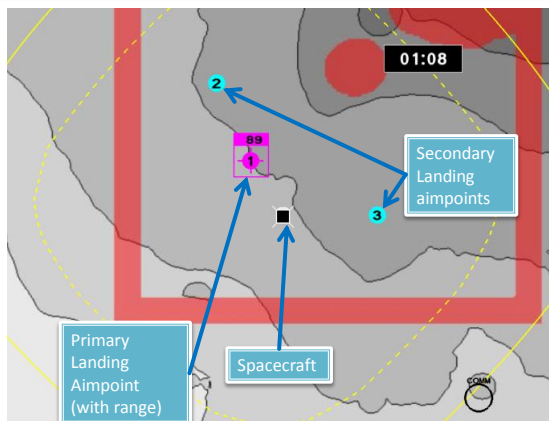 01:08
2
89
1
Secondary
Landing
aimpoints
3
Primary
Landing
Aimpoint
(with range)
Spacecraft
COMM